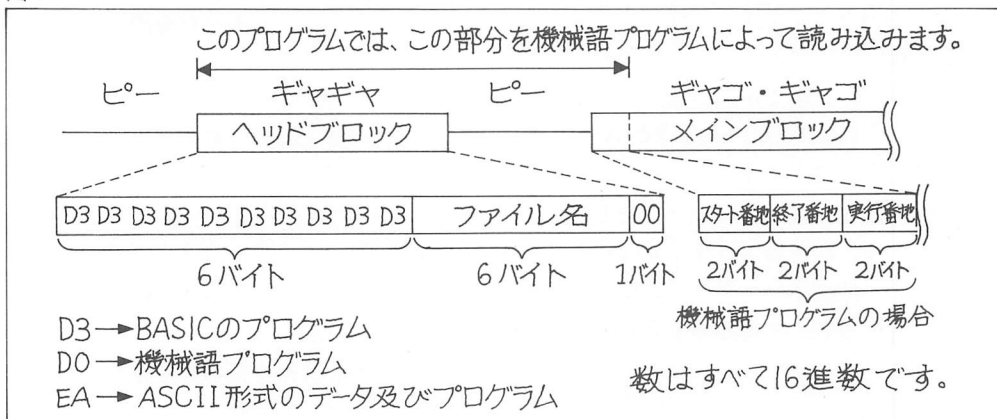 このプログラムでは、この部分を機械語プログラムによって読み込みます。
ピー ギャギャ ピー ギャゴ・ギャゴ
ヘッドブロック メインブロック
D3 D3 D3 D3 D3 D3 D3 D3 D3 D3 ファイル名 00 スタート番地 終了番地 実行番地
6バイト 6バイト 1バイト 2バイト 2バイト 2バイト
機械語プログラムの場合
D3→BASICのプログラム
D0→機械語プログラム
EA→ASCII形式のデータ及びプログラム
数はすべて16進数です。